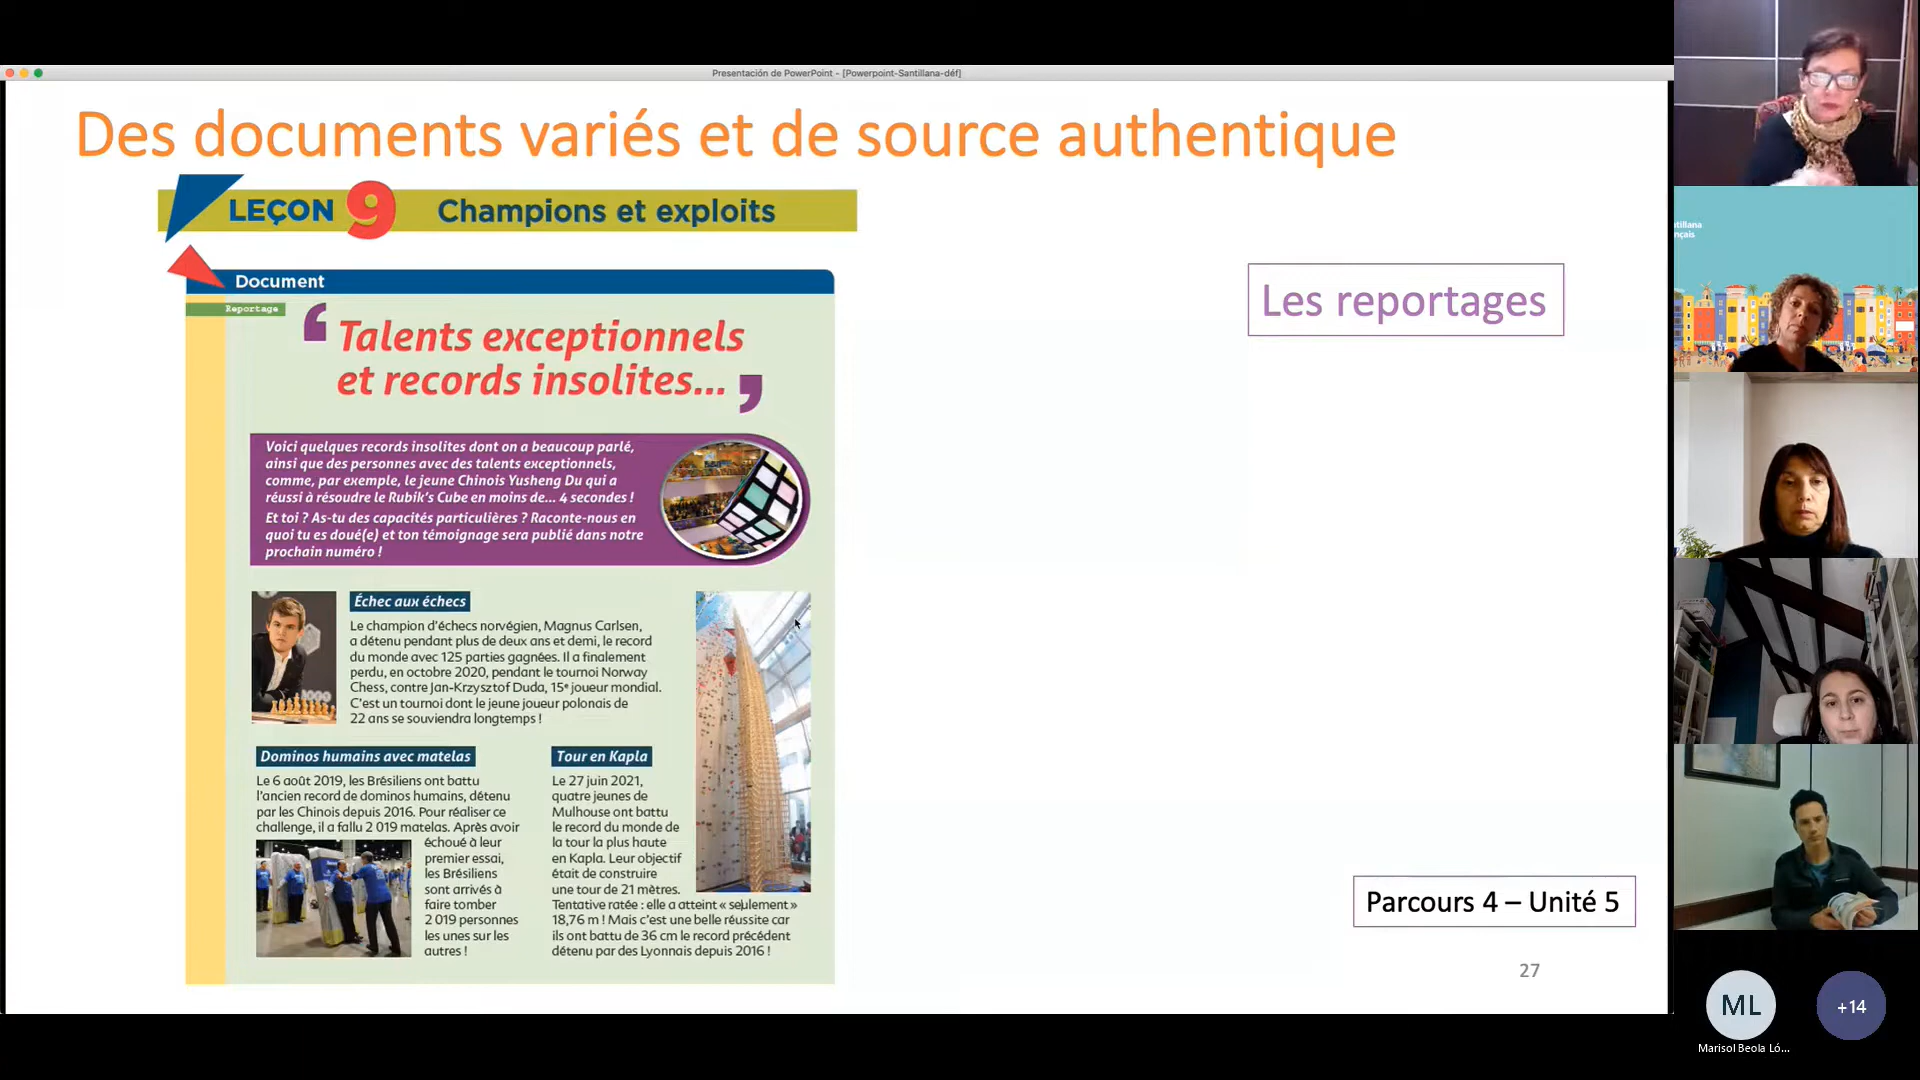 Presentación de PowerPoint - [Powerpoint-Santillana-déf]
Des documents variés et de source authentique
LEÇON 9 Champions et exploits
Document
Reportage
Les reportages
‘ Talents exceptionnels
et records insolites... ’
Voici quelques records insolites dont on a beaucoup parlé,
ainsi que des personnes avec des talents exceptionnels,
comme, par exemple, le jeune Chinois Yusheng Du qui a
réussi à résoudre le Rubik's Cube en moins de... 4 secondes !
Et toi ? As-tu des capacités particulières ? Raconte-nous en
quoi tu es doué(e) et ton témoignage sera publié dans notre
prochain numéro !
Échec aux échecs
Le champion d'échecs norvégien, Magnus Carlsen,
a détenu pendant plus de deux ans et demi, le record
du monde avec 125 parties gagnées. Il a finalement
perdu, en octobre 2020, pendant le tournoi Norway
Chess, contre Jan-Krzysztof Duda, 15e joueur mondial.
C'est un tournoi dont le jeune joueur polonais de
22 ans se souviendra longtemps !
Dominos humains avec matelas
Le 6 août 2019, les Brésiliens ont battu
l'ancien record de dominos humains, détenu
par les Chinois depuis 2016. Pour réaliser ce
challenge, il a fallu 2 019 matelas. Après avoir
échoué à leur
premier essai,
les Brésiliens
sont arrivés à
faire tomber
2 019 personnes
les unes sur les
autres !
Tour en Kapla
Le 27 juin 2021,
quatre jeunes de
Mulhouse ont battu
le record du monde de
la tour la plus haute
en Kapla. Leur objectif
était de construire
une tour de 21 mètres.
Tentative ratée : elle a atteint « seulement »
18,76 m ! Mais c'est une belle réussite car
ils ont battu de 36 cm le record précédent
détenu par des Lyonnais depuis 2016 !
Parcours 4 – Unité 5
27
ML
+14
Marisol Beola Ló...